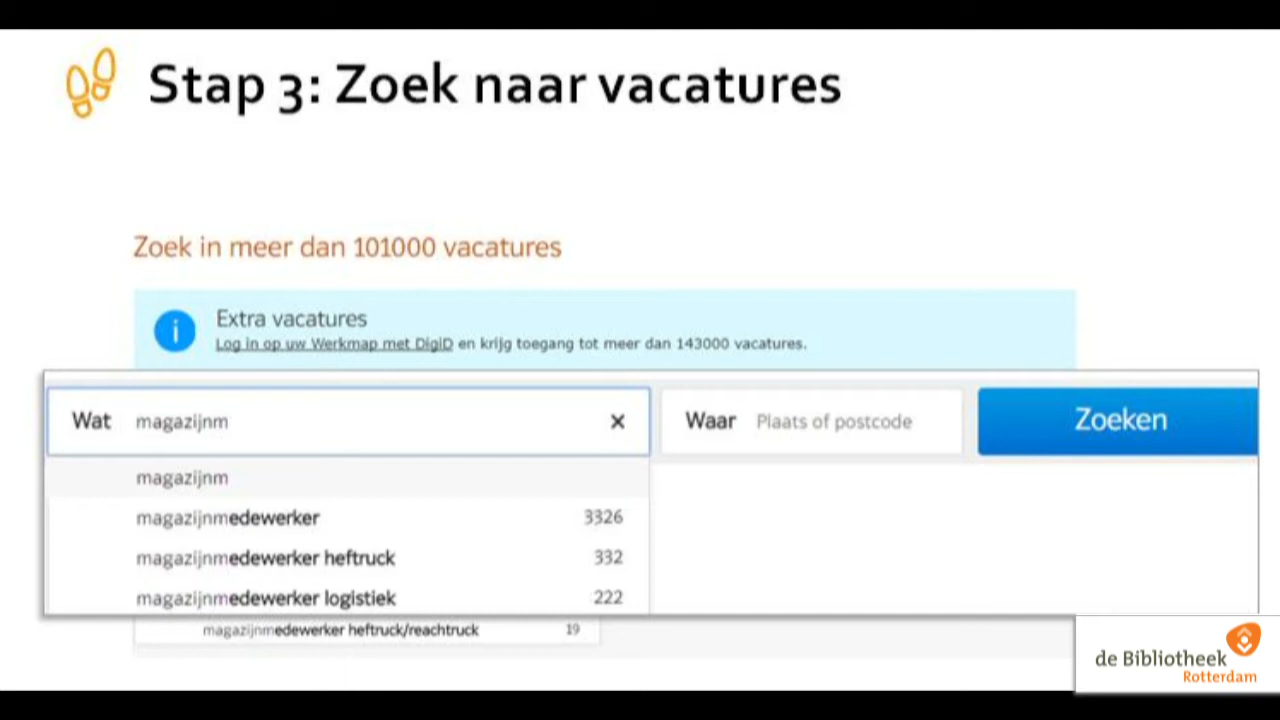 Stap 3: Zoek naar vacatures
Zoek in meer dan 101000 vacatures
i
Extra vacatures
Log in op uw Werkmap met DigiD en krijg toegang tot meer dan 143000 vacatures.
Wat magazijnm × Waar Plaats of postcode Zoeken
magazijnm
magazijnmedewerker 3326
magazijnmedewerker heftruck 332
magazijnmedewerker logistiek 222
magazijnmedewerker heftruck/reachtruck 19
de Bibliotheek
Rotterdam